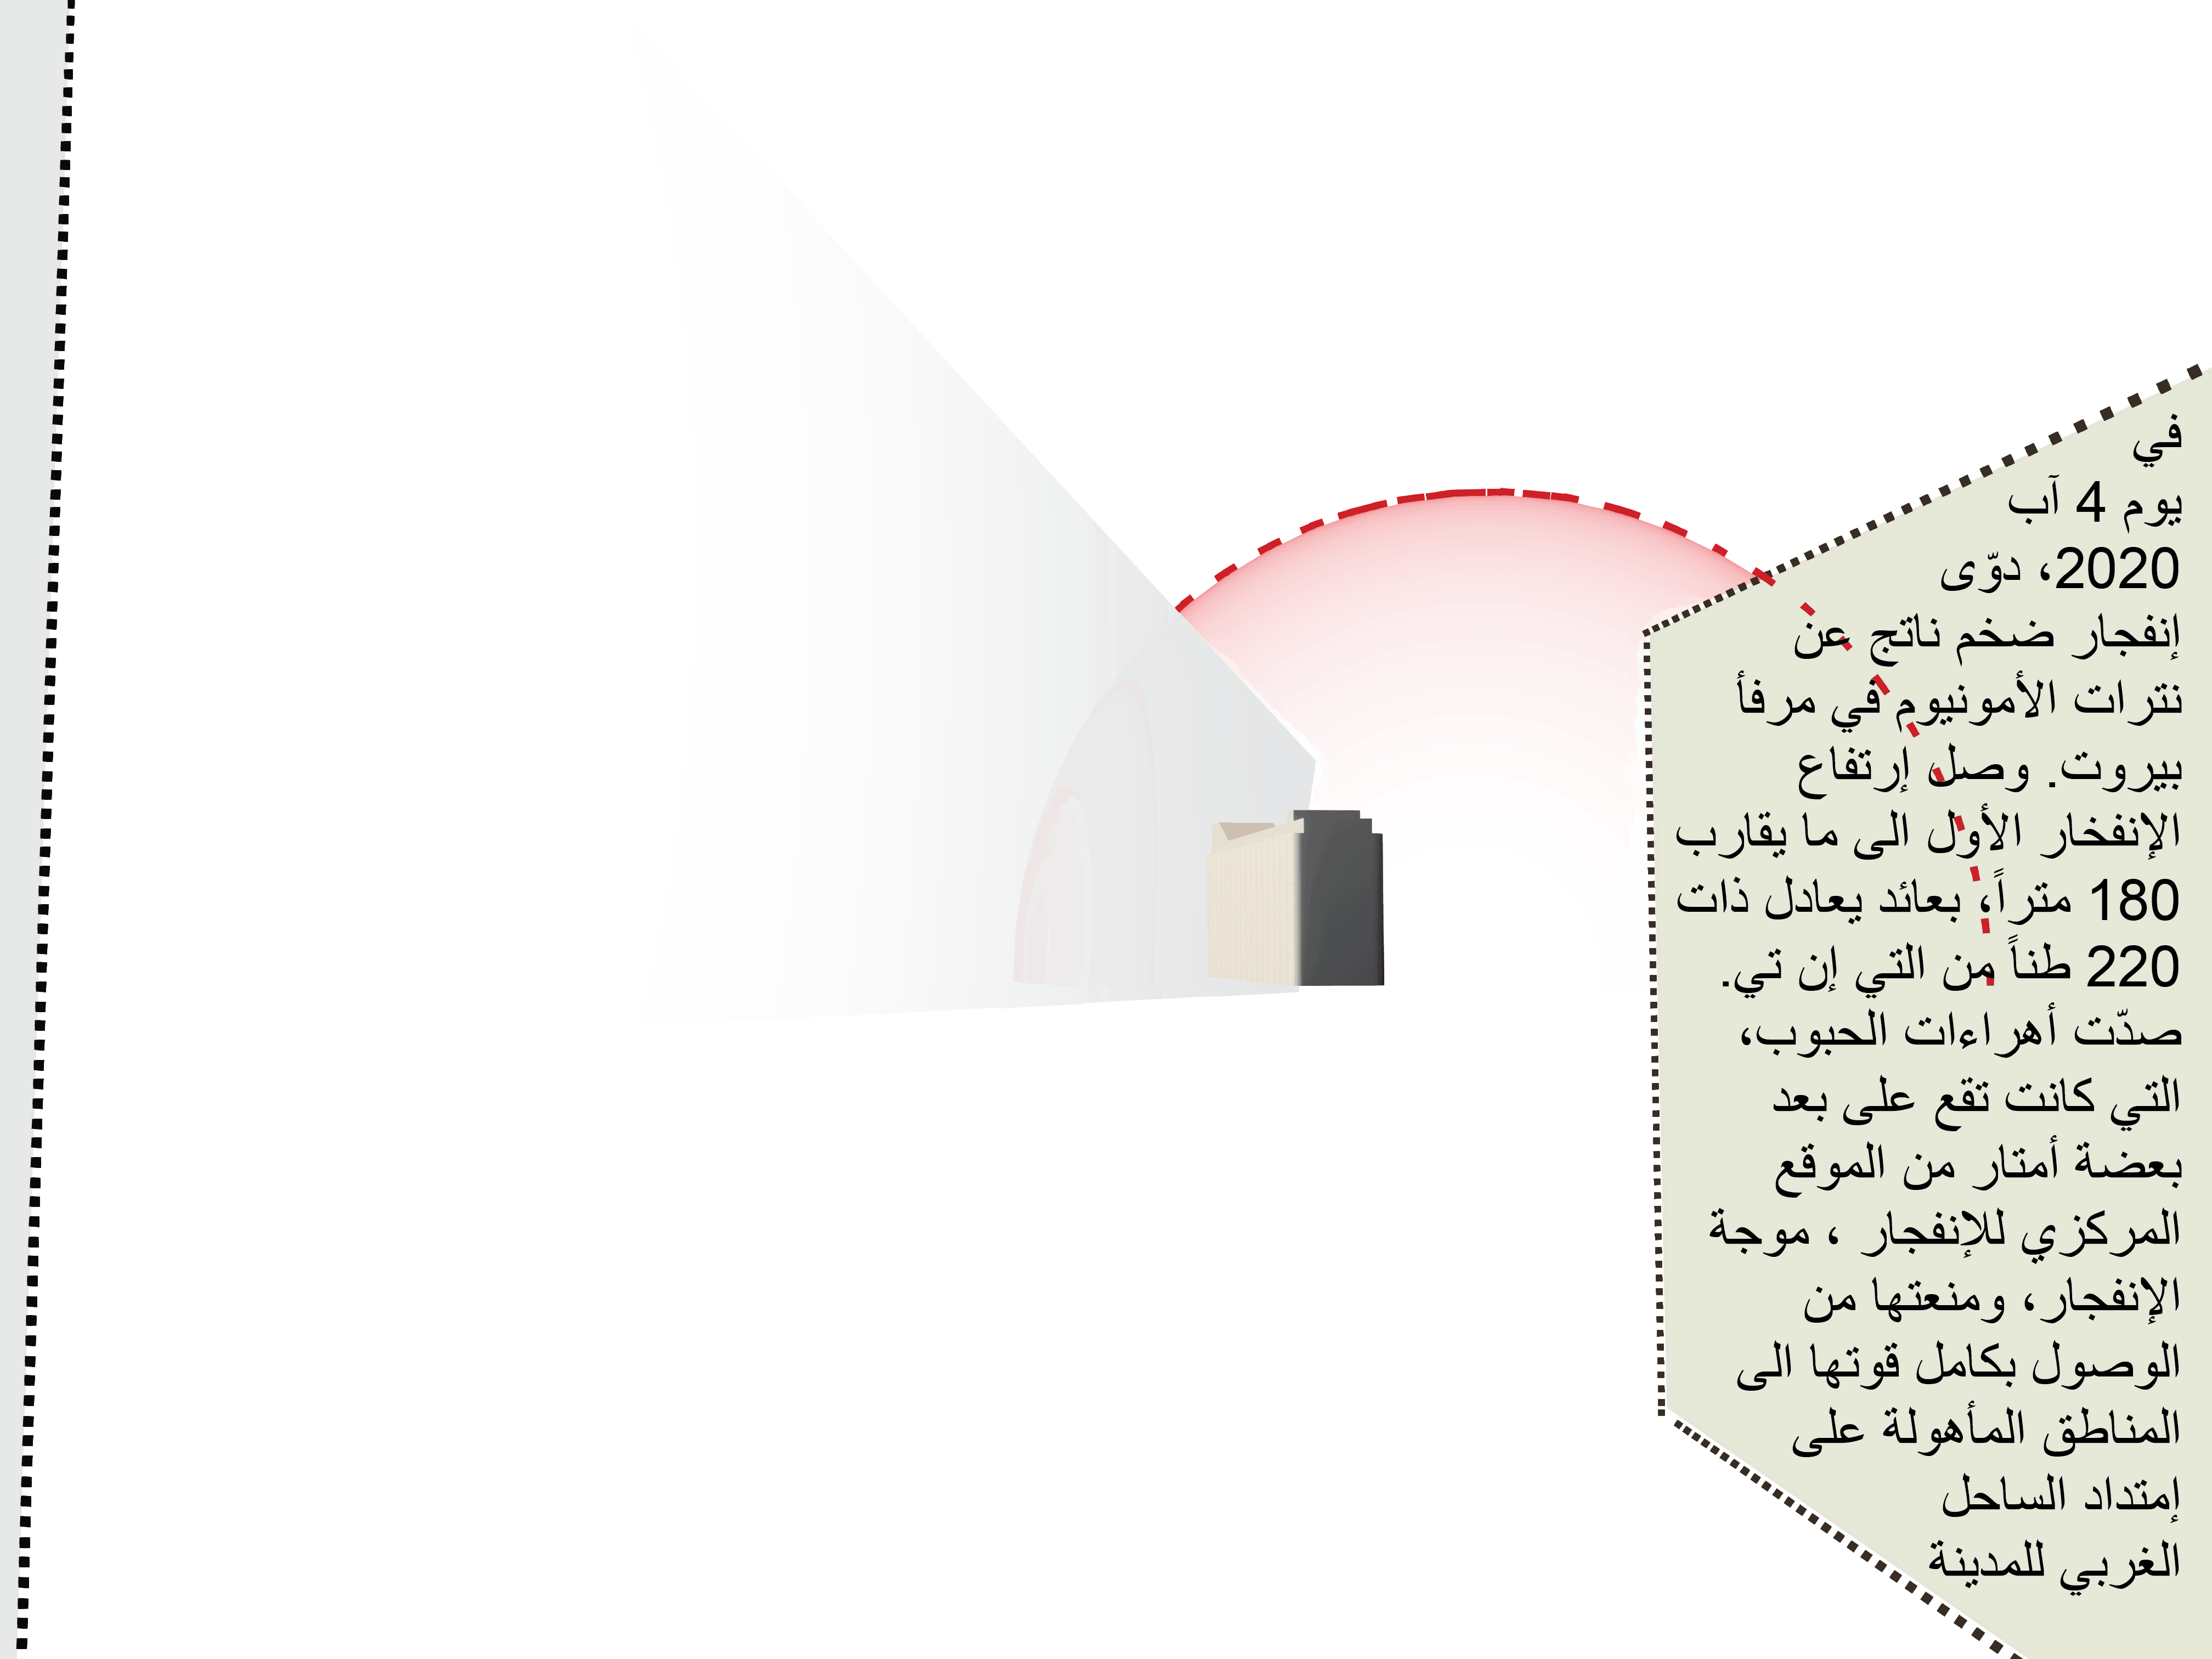 في
يوم 4 آب
2020، دوّى
إنفجار ضخم ناتج عن
نترات الأمونيوم في مرفأ
بيروت. وصل إرتفاع
الإنفخار الأول الى ما يقارب
180 متراً، بعائد يعادل ذات
220 طناً من التي إن تي.
صدّت أهراءات الحبوب،
التي كانت تقع على بعد
بعضة أمتار من الموقع
المركزي للإنفجار ، موجة
الإنفجار، ومنعتها من
الوصول بكامل قوتها الى
المناطق المأهولة على
إمتداد الساحل
الغربي للمدينة